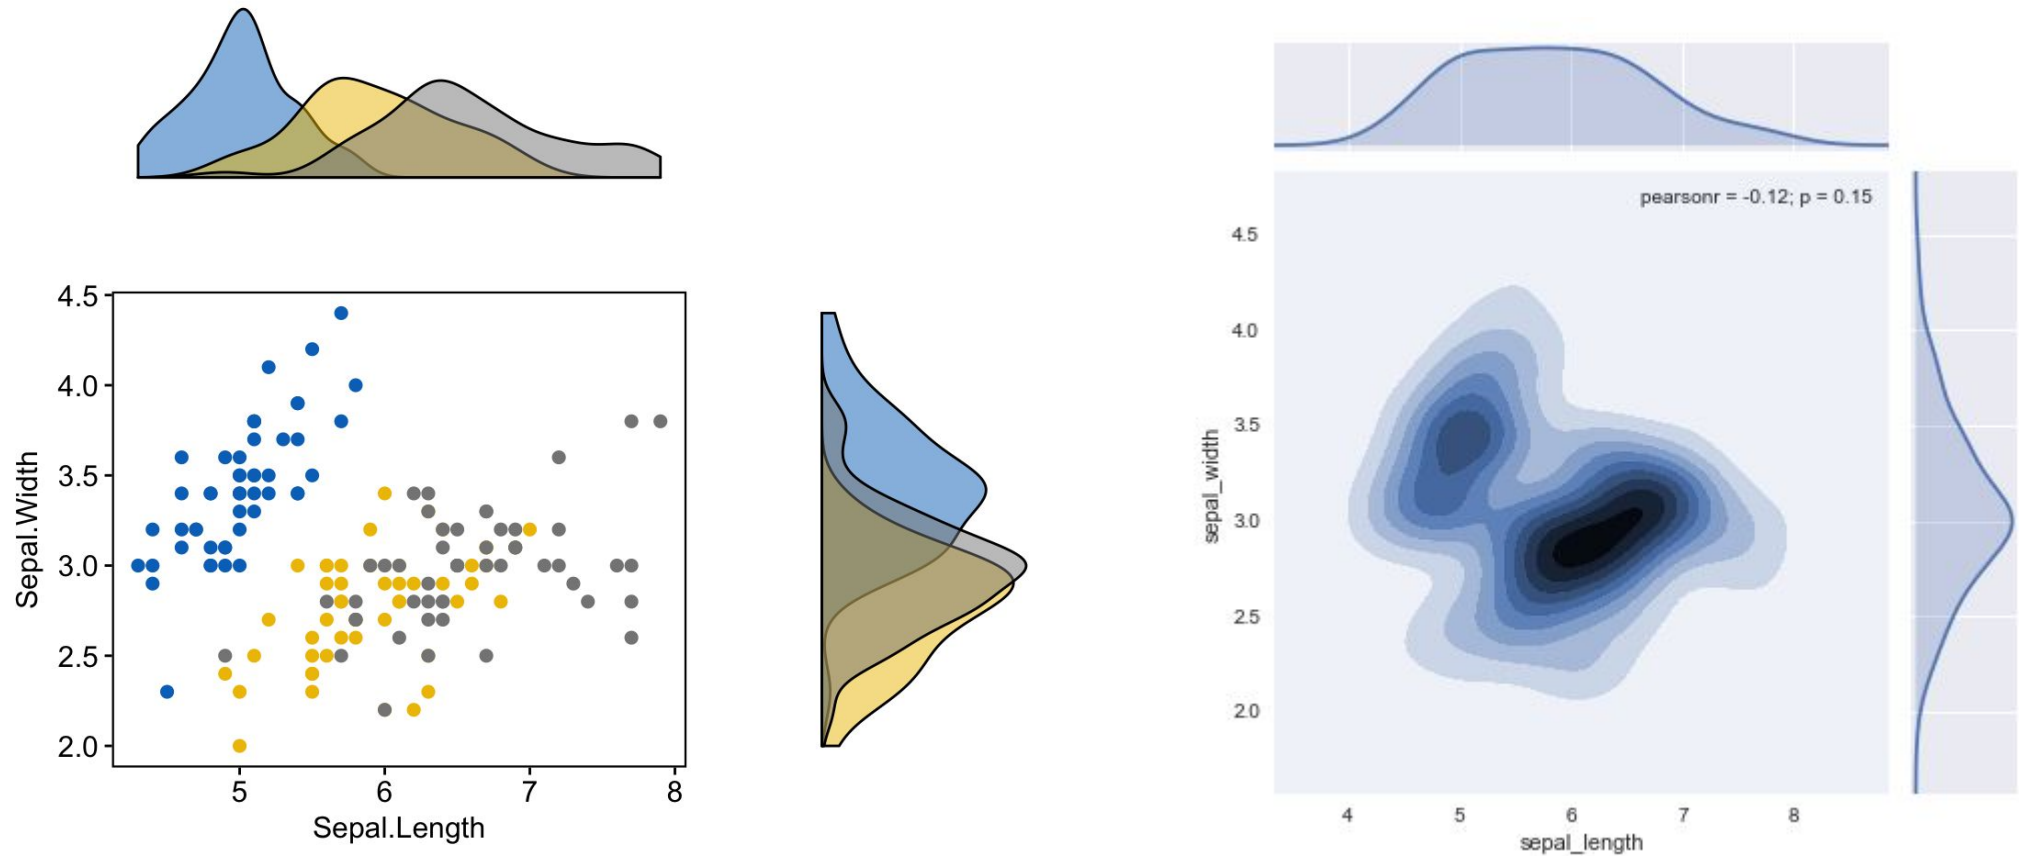 4.5
4.0
3.5
3.0
2.5
2.0
Sepal.Width
5 6 7 8
Sepal.Length
pearsonr = -0.12; p = 0.15
4.5
4.0
3.5
3.0
2.5
2.0
sepal_width
4 5 6 7 8
sepal_length